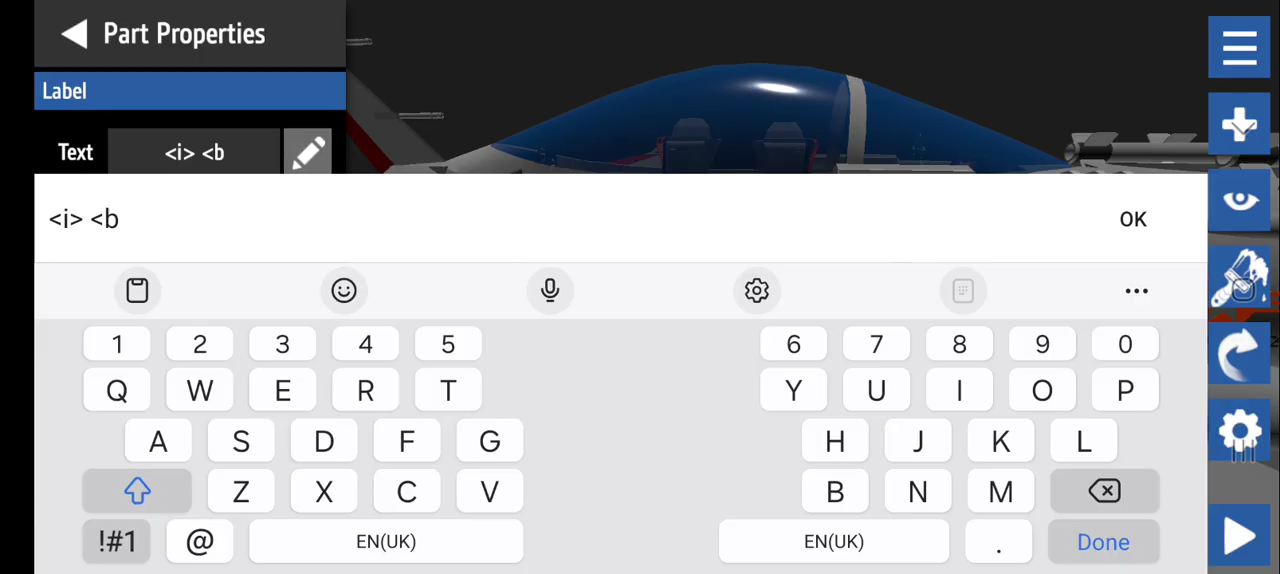 Part Properties
Label
Text <i> <b
<i> <b OK
1 2 3 4 5 6 7 8 9 0
Q W E R T Y U I O P
A S D F G H J K L
Z X C V B N M
!#1 @ EN(UK) EN(UK) . Done